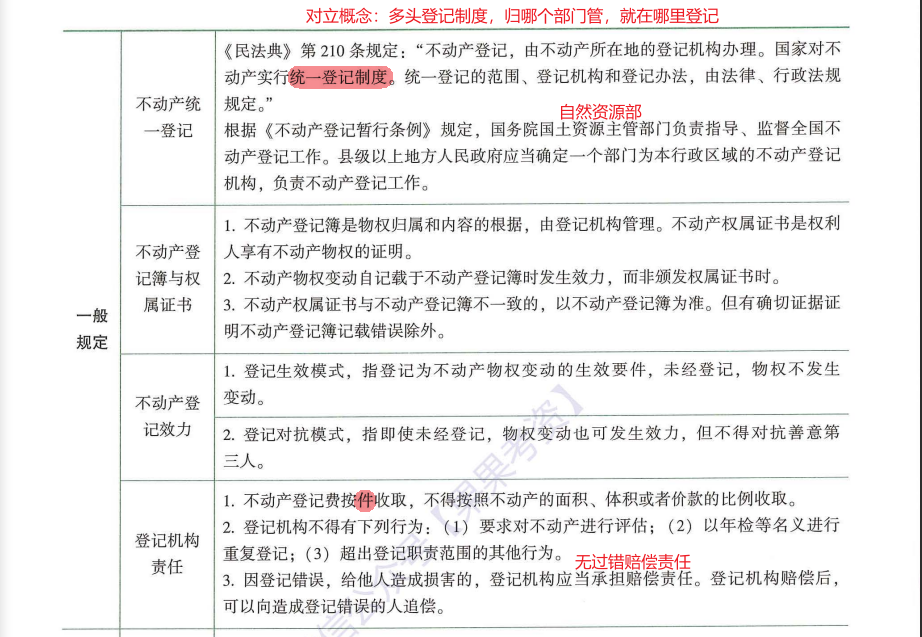 对立概念：多头登记制度，归哪个部门管，就在哪里登记
一般
规定
不动产统
一登记
《民法典》第 210 条规定：“不动产登记，由不动产所在地的登记机构办理。国家对不
动产实行统一登记制度。统一登记的范围、登记机构和登记办法，由法律、行政法规
规定。”
自然资源部
根据《不动产登记暂行条例》规定，国务院国土资源主管部门负责指导、监督全国不
动产登记工作。县级以上地方人民政府应当确定一个部门为本行政区域的不动产登记
机构，负责不动产登记工作。
不动产登
记簿与权
属证书
1. 不动产登记簿是物权归属和内容的根据，由登记机构管理。不动产权属证书是权利
人享有不动产物权的证明。
2. 不动产物权变动自记载于不动产登记簿时发生效力，而非颁发权属证书时。
3. 不动产权属证书与不动产登记簿不一致的，以不动产登记簿为准。但有确切证据证
明不动产登记簿记载错误除外。
不动产登
记效力
1. 登记生效模式，指登记为不动产物权变动的生效要件，未经登记，物权不发生
变动。
2. 登记对抗模式，指即使未经登记，物权变动也可发生效力，但不得对抗善意第
三人。
登记机构
责任
1. 不动产登记费按件收取，不得按照不动产的面积、体积或者价款的比例收取。
2. 登记机构不得有下列行为：（1）要求对不动产进行评估；（2）以年检等名义进行
重复登记；（3）超出登记职责范围的其他行为。
无过错赔偿责任
3. 因登记错误，给他人造成损害的，登记机构应当承担赔偿责任。登记机构赔偿后，
可以向造成登记错误的人追偿。
信公众号【果果考资】